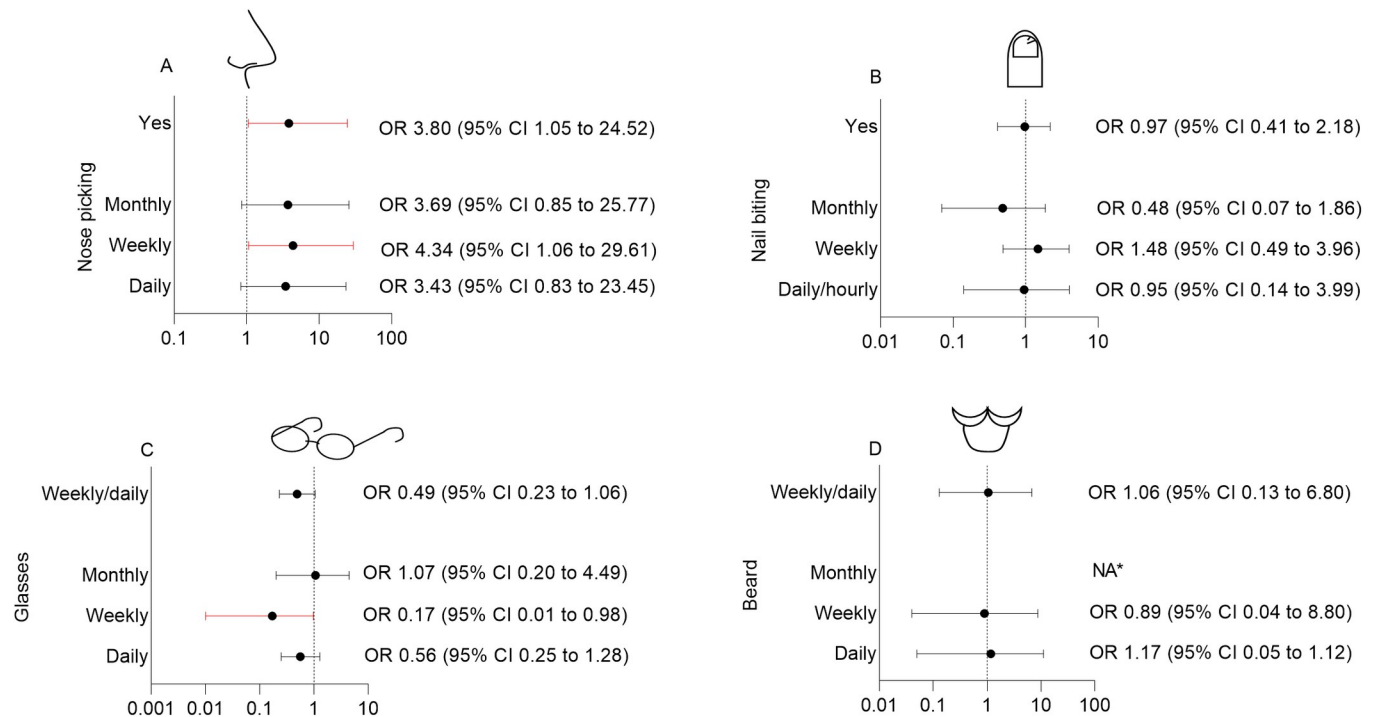 A
Nose picking
Yes OR 3.80 (95% CI 1.05 to 24.52)
Monthly OR 3.69 (95% CI 0.85 to 25.77)
Weekly OR 4.34 (95% CI 1.06 to 29.61)
Daily OR 3.43 (95% CI 0.83 to 23.45)
0.1 1 10 100
B
Nail biting
Yes OR 0.97 (95% CI 0.41 to 2.18)
Monthly OR 0.48 (95% CI 0.07 to 1.86)
Weekly OR 1.48 (95% CI 0.49 to 3.96)
Daily/hourly OR 0.95 (95% CI 0.14 to 3.99)
0.01 0.1 1 10
C
Glasses
Weekly/daily OR 0.49 (95% CI 0.23 to 1.06)
Monthly OR 1.07 (95% CI 0.20 to 4.49)
Weekly OR 0.17 (95% CI 0.01 to 0.98)
Daily OR 0.56 (95% CI 0.25 to 1.28)
0.001 0.01 0.1 1 10
D
Beard
Weekly/daily OR 1.06 (95% CI 0.13 to 6.80)
Monthly NA*
Weekly OR 0.89 (95% CI 0.04 to 8.80)
Daily OR 1.17 (95% CI 0.05 to 1.12)
0.01 0.1 1 10 100